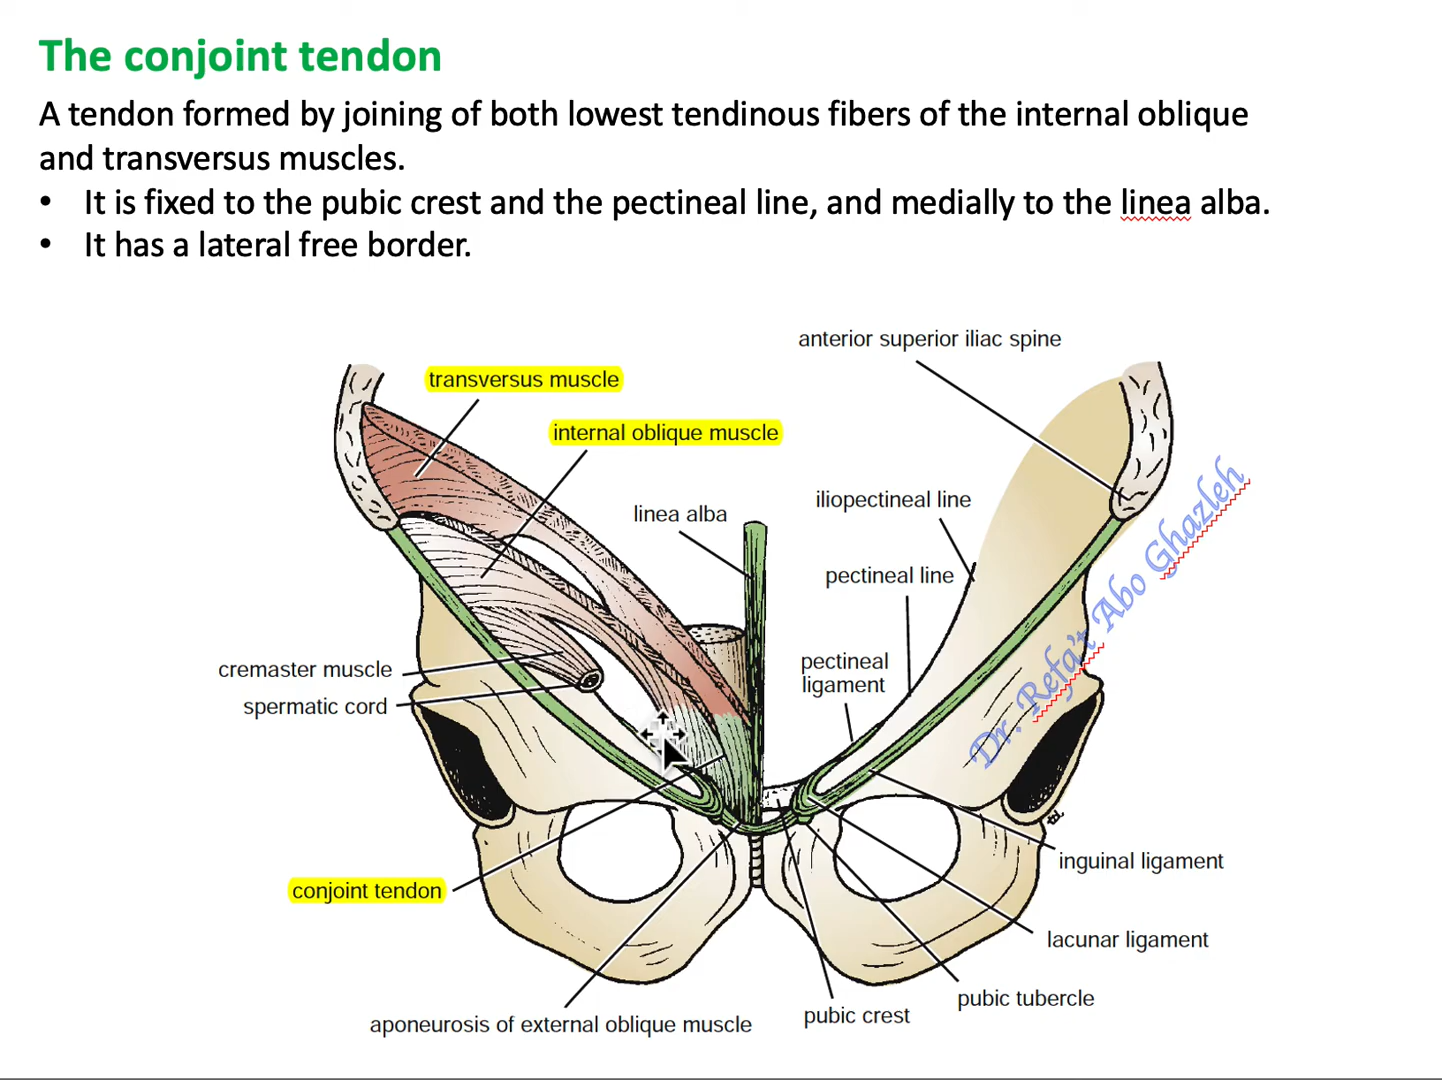 The conjoint tendon
A tendon formed by joining of both lowest tendinous fibers of the internal oblique
and transversus muscles.
• It is fixed to the pubic crest and the pectineal line, and medially to the linea alba.
• It has a lateral free border.
anterior superior iliac spine
transversus muscle
internal oblique muscle
linea alba
iliopectineal line
pectineal line
pectineal
ligament
cremaster muscle
spermatic cord
Dr. Refa't Abo Ghazleh
conjoint tendon
inguinal ligament
lacunar ligament
pubic tubercle
pubic crest
aponeurosis of external oblique muscle